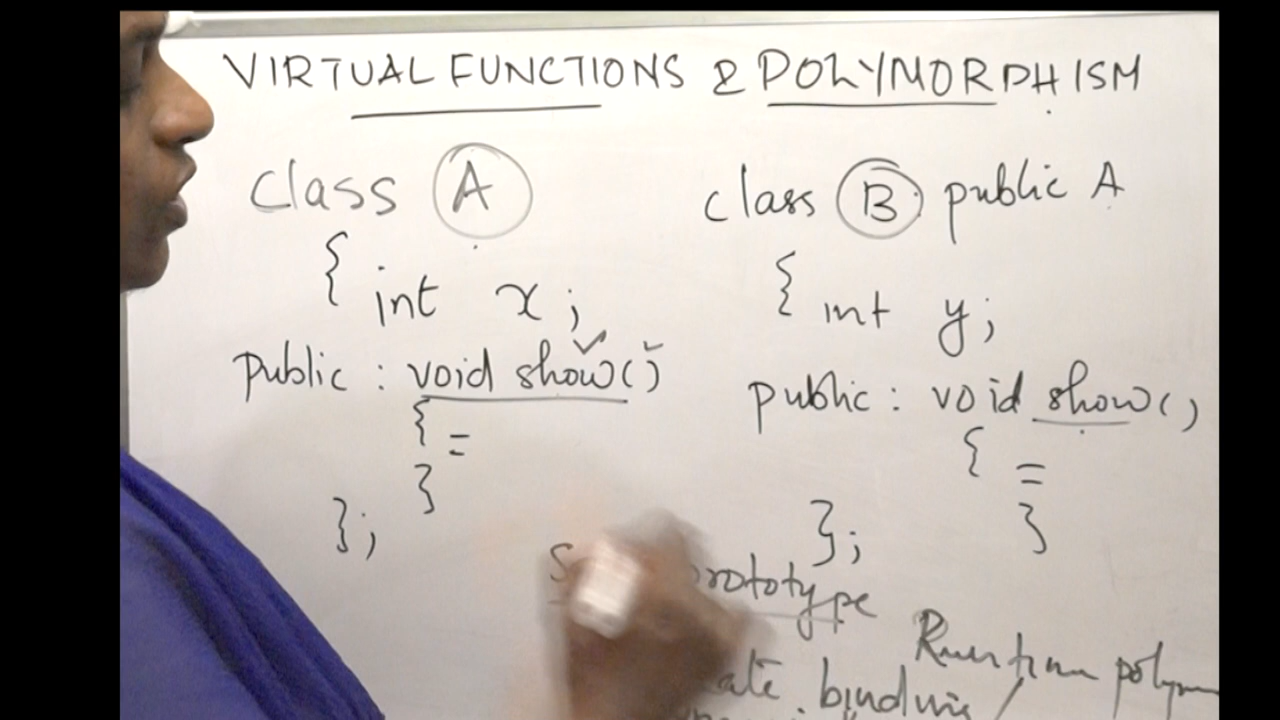 VIRTUAL FUNCTIONS & POLYMORPHISM
class A
{ int x ;
public : void show()
{ =
}
};
class B : public A
{ int y;
public : void show()
{ =
}
};
prototype
binding